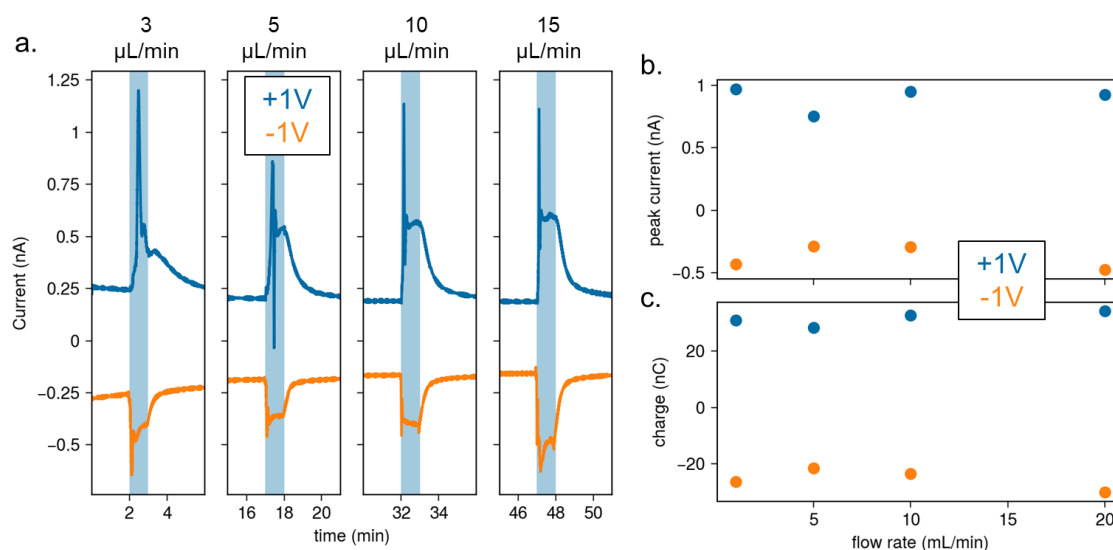 a.
3
µL/min
5
µL/min
10
µL/min
15
µL/min
+1V
-1V
Current (nA)
1.25
1
0.75
0.5
0.25
0
−0.25
−0.5
2 4
16 18 20
32 34
46 48 50
time (min)
b.
peak current (nA)
1
0.5
0
−0.5
+1V
-1V
c.
charge (nC)
20
0
−20
5 10 15 20
flow rate (mL/min)